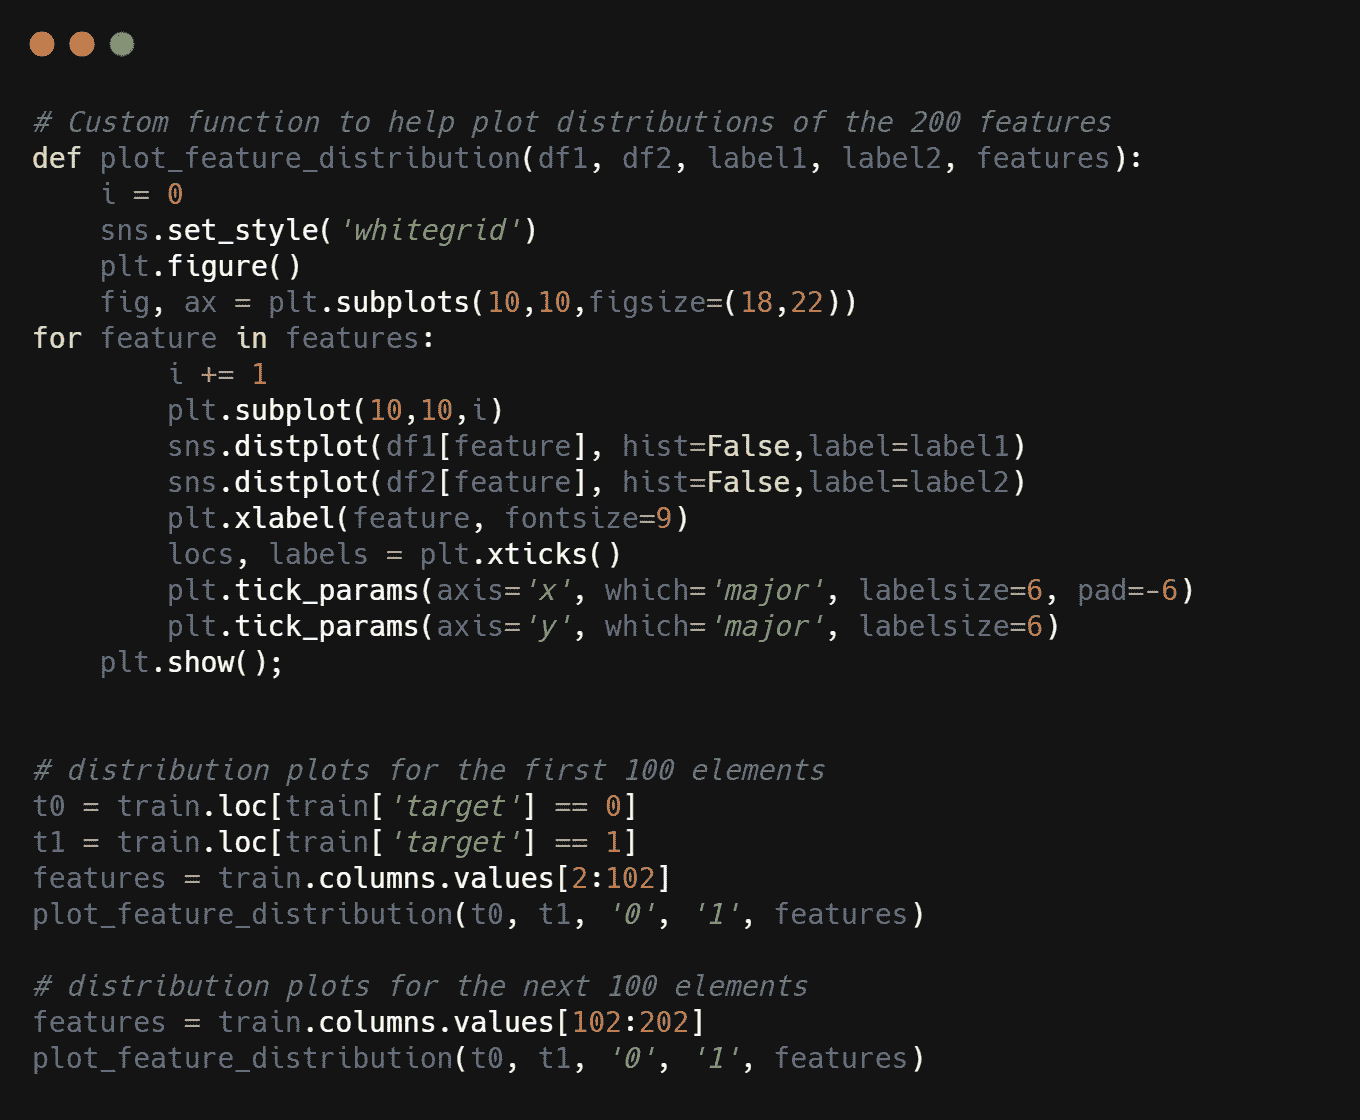 # Custom function to help plot distributions of the 200 features
def plot_feature_distribution(df1, df2, label1, label2, features):
    i = 0
    sns.set_style('whitegrid')
    plt.figure()
    fig, ax = plt.subplots(10,10,figsize=(18,22))
for feature in features:
        i += 1
        plt.subplot(10,10,i)
        sns.distplot(df1[feature], hist=False,label=label1)
        sns.distplot(df2[feature], hist=False,label=label2)
        plt.xlabel(feature, fontsize=9)
        locs, labels = plt.xticks()
        plt.tick_params(axis='x', which='major', labelsize=6, pad=-6)
        plt.tick_params(axis='y', which='major', labelsize=6)
    plt.show();
# distribution plots for the first 100 elements
t0 = train.loc[train['target'] == 0]
t1 = train.loc[train['target'] == 1]
features = train.columns.values[2:102]
plot_feature_distribution(t0, t1, '0', '1', features)
# distribution plots for the next 100 elements
features = train.columns.values[102:202]
plot_feature_distribution(t0, t1, '0', '1', features)